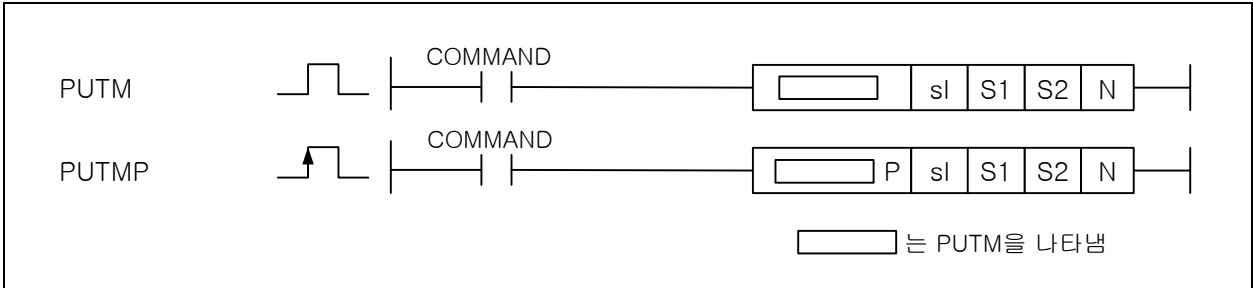 COMMAND
PUTM sl S1 S2 N
COMMAND
PUTMP P sl S1 S2 N
는 PUTM을 나타냄